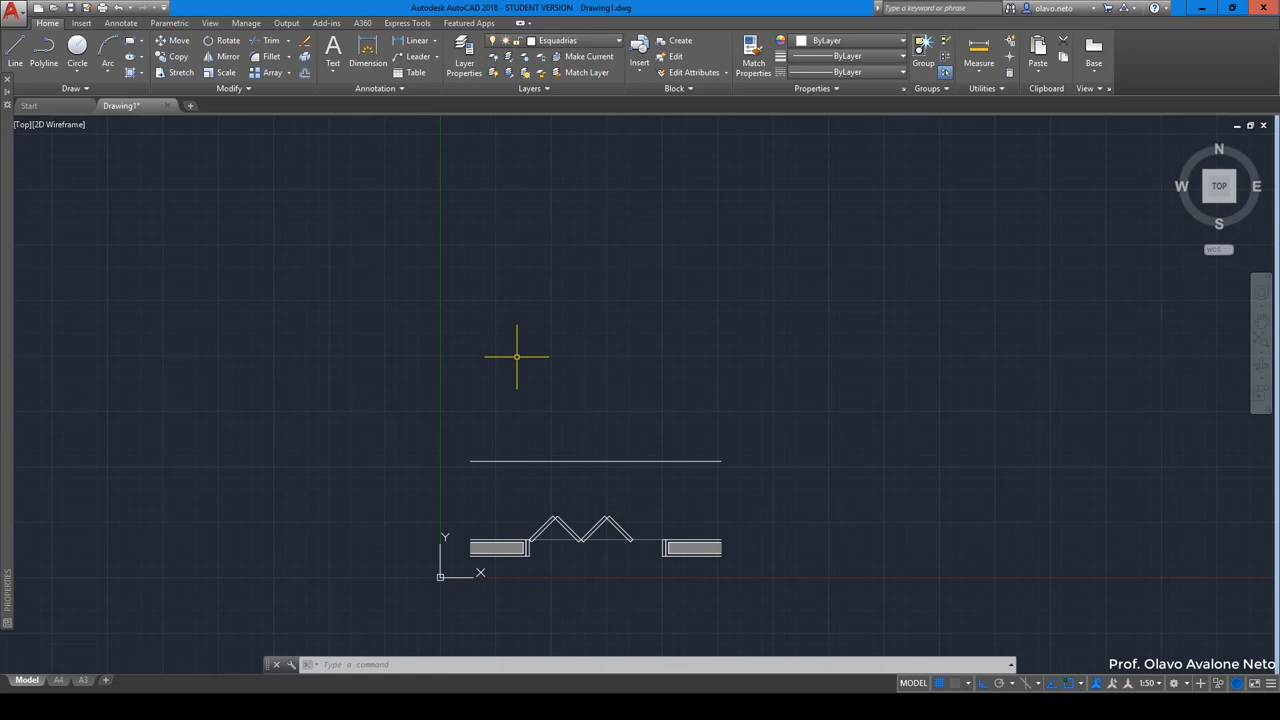 Autodesk AutoCAD 2018 - STUDENT VERSION Drawing1.dwg
Type a keyword or phrase
olavo.neto
Home Insert Annotate Parametric View Manage Output Add-ins A360 Express Tools Featured Apps
Line Polyline Circle Arc
Move Rotate Trim
Copy Mirror Fillet
Stretch Scale Array
Text Dimension
Linear
Leader
Table
Layer Properties
Esquadrias
Make Current
Match Layer
Insert
Create
Edit
Edit Attributes
Match Properties
ByLayer
ByLayer
ByLayer
Group
Measure
Paste
Base
Draw Modify Annotation Layers Block Properties Groups Utilities Clipboard View
Start Drawing1*
[Top][2D Wireframe]
N
W TOP E
S
WCS
Y
X
PROPERTIES
Type a command
Prof. Olavo Avalone Neto
Model A4 A3
MODEL 1:50